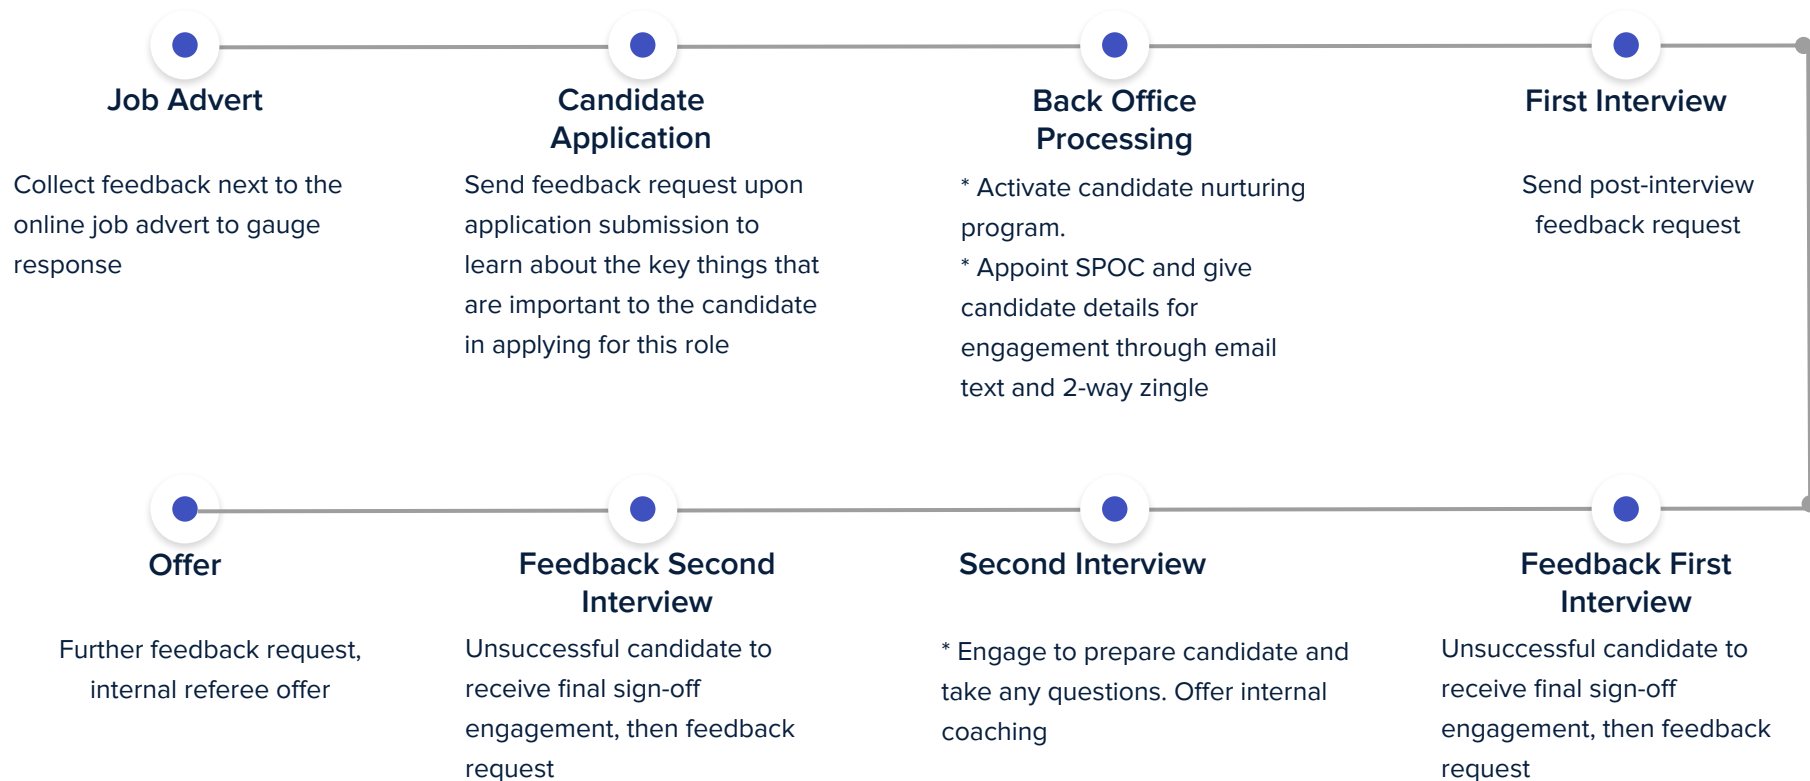 Job Advert
Collect feedback next to the
online job advert to gauge
response
Candidate
Application
Send feedback request upon
application submission to
learn about the key things that
are important to the candidate
in applying for this role
Back Office
Processing
* Activate candidate nurturing
program.
* Appoint SPOC and give
candidate details for
engagement through email
text and 2-way zingle
First Interview
Send post-interview
feedback request
Offer
Further feedback request,
internal referee offer
Feedback Second
Interview
Unsuccessful candidate to
receive final sign-off
engagement, then feedback
request
Second Interview
* Engage to prepare candidate and
take any questions. Offer internal
coaching
Feedback First
Interview
Unsuccessful candidate to
receive final sign-off
engagement, then feedback
request